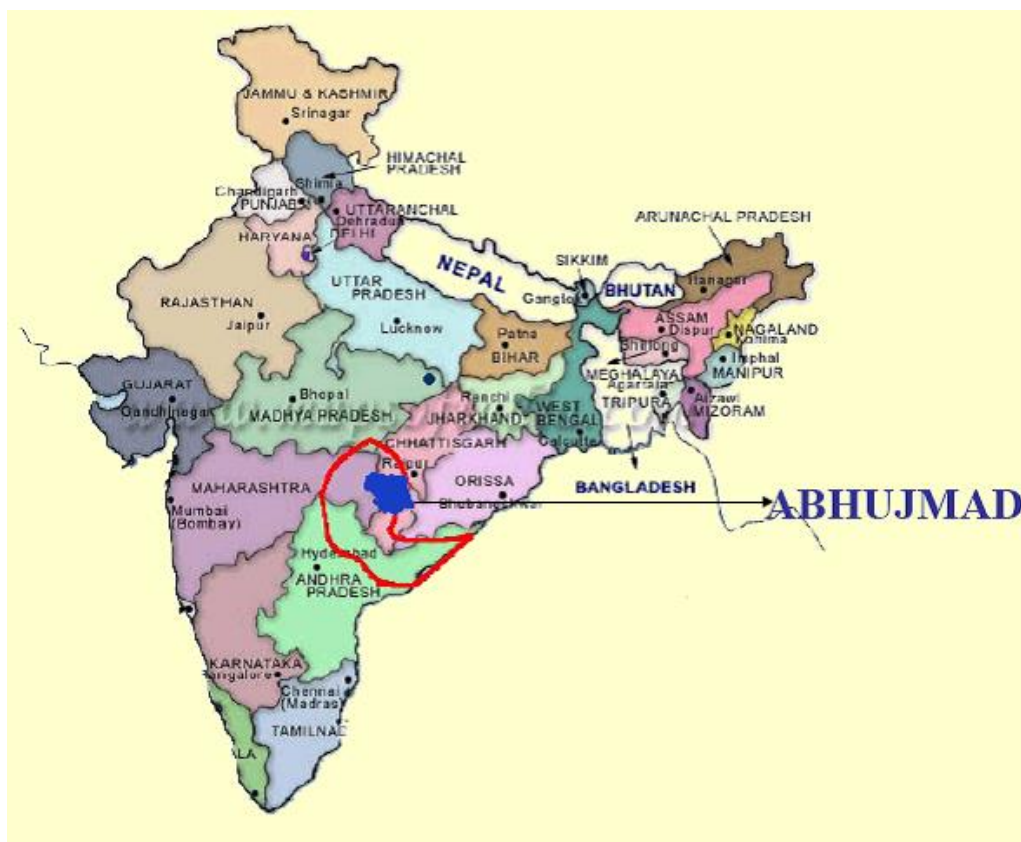 JAMMU & KASHMIR
Srinagar
HIMACHAL
PRADESH
Shimla
Chandigarh
PUNJAB
UTTARANCHAL
Dehradun
HARYANA
DELHI
ARUNACHAL PRADESH
SIKKIM
NEPAL
BHUTAN
Itanagar
Gangtok
UTTAR
PRADESH
RAJASTHAN
Jaipur
Lucknow
Patna
BIHAR
ASSAM
Dispur
NAGALAND
Kohima
Shillong
MEGHALAYA
Imphal
MANIPUR
Agartala
TRIPURA
Aizawl
MIZORAM
GUJARAT
Gandhinagar
Bhopal
MADHYA PRADESH
Ranchi
JHARKHAND
WEST
BENGAL
Calcutta
CHHATTISGARH
Raipur
ORISSA
Bhubaneshwar
BANGLADESH
MAHARASHTRA
Mumbai
(Bombay)
ABHUJMAD
Hyderabad
ANDHRA
PRADESH
KARNATAKA
Bangalore
Chennai
(Madras)
TAMILNAD
ALA